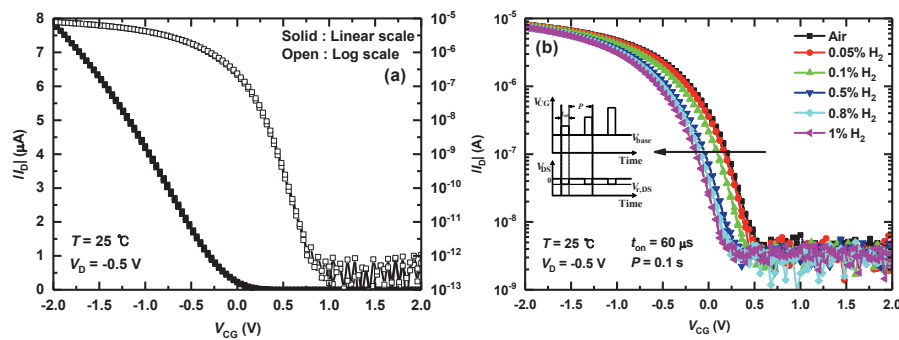 Solid : Linear scale
Open : Log scale
(a)
8
7
6
5
4
3
2
1
0
|I_D| (μA)
10^-5
10^-6
10^-7
10^-8
10^-9
10^-10
10^-11
10^-12
10^-13
T = 25 ℃
V_D = -0.5 V
-2.0 -1.5 -1.0 -0.5 0.0 0.5 1.0 1.5 2.0
V_CG (V)
(b)
Air
0.05% H_2
0.1% H_2
0.5% H_2
0.8% H_2
1% H_2
10^-5
10^-6
10^-7
10^-8
10^-9
|I_D| (A)
V_CG
P
V_base
Time
V_DS
0
V_r,DS
Time
T = 25 ℃
V_D = -0.5 V
t_on = 60 μs
P = 0.1 s
-2.0 -1.5 -1.0 -0.5 0.0 0.5 1.0 1.5 2.0
V_CG (V)